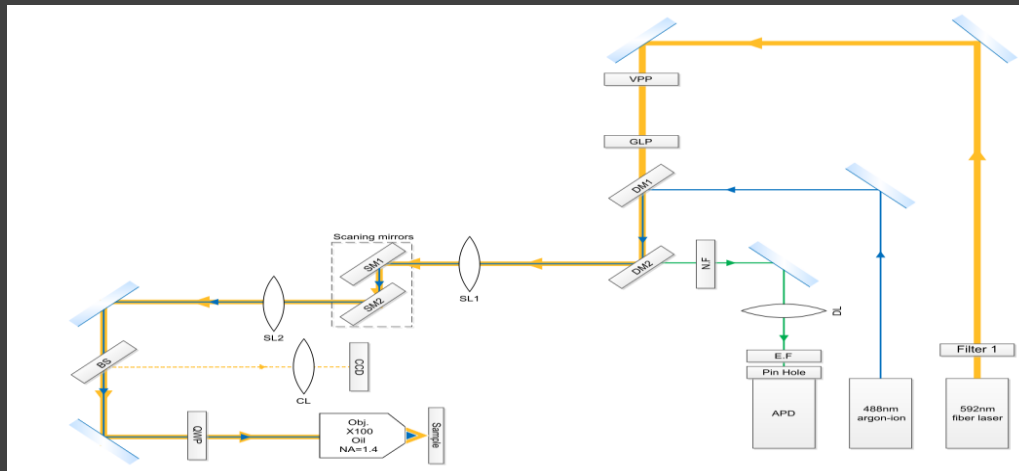 VPP
GLP
DM1
Scaning mirrors
SM1
SM2
SL1
DM2
N.F
DL
SL2
BS
CL
CCD
E.F
Pin Hole
APD
488nm
argon-ion
Filter 1
592nm
fiber laser
QWP
Obj.
X100
Oil
NA=1.4
Sample